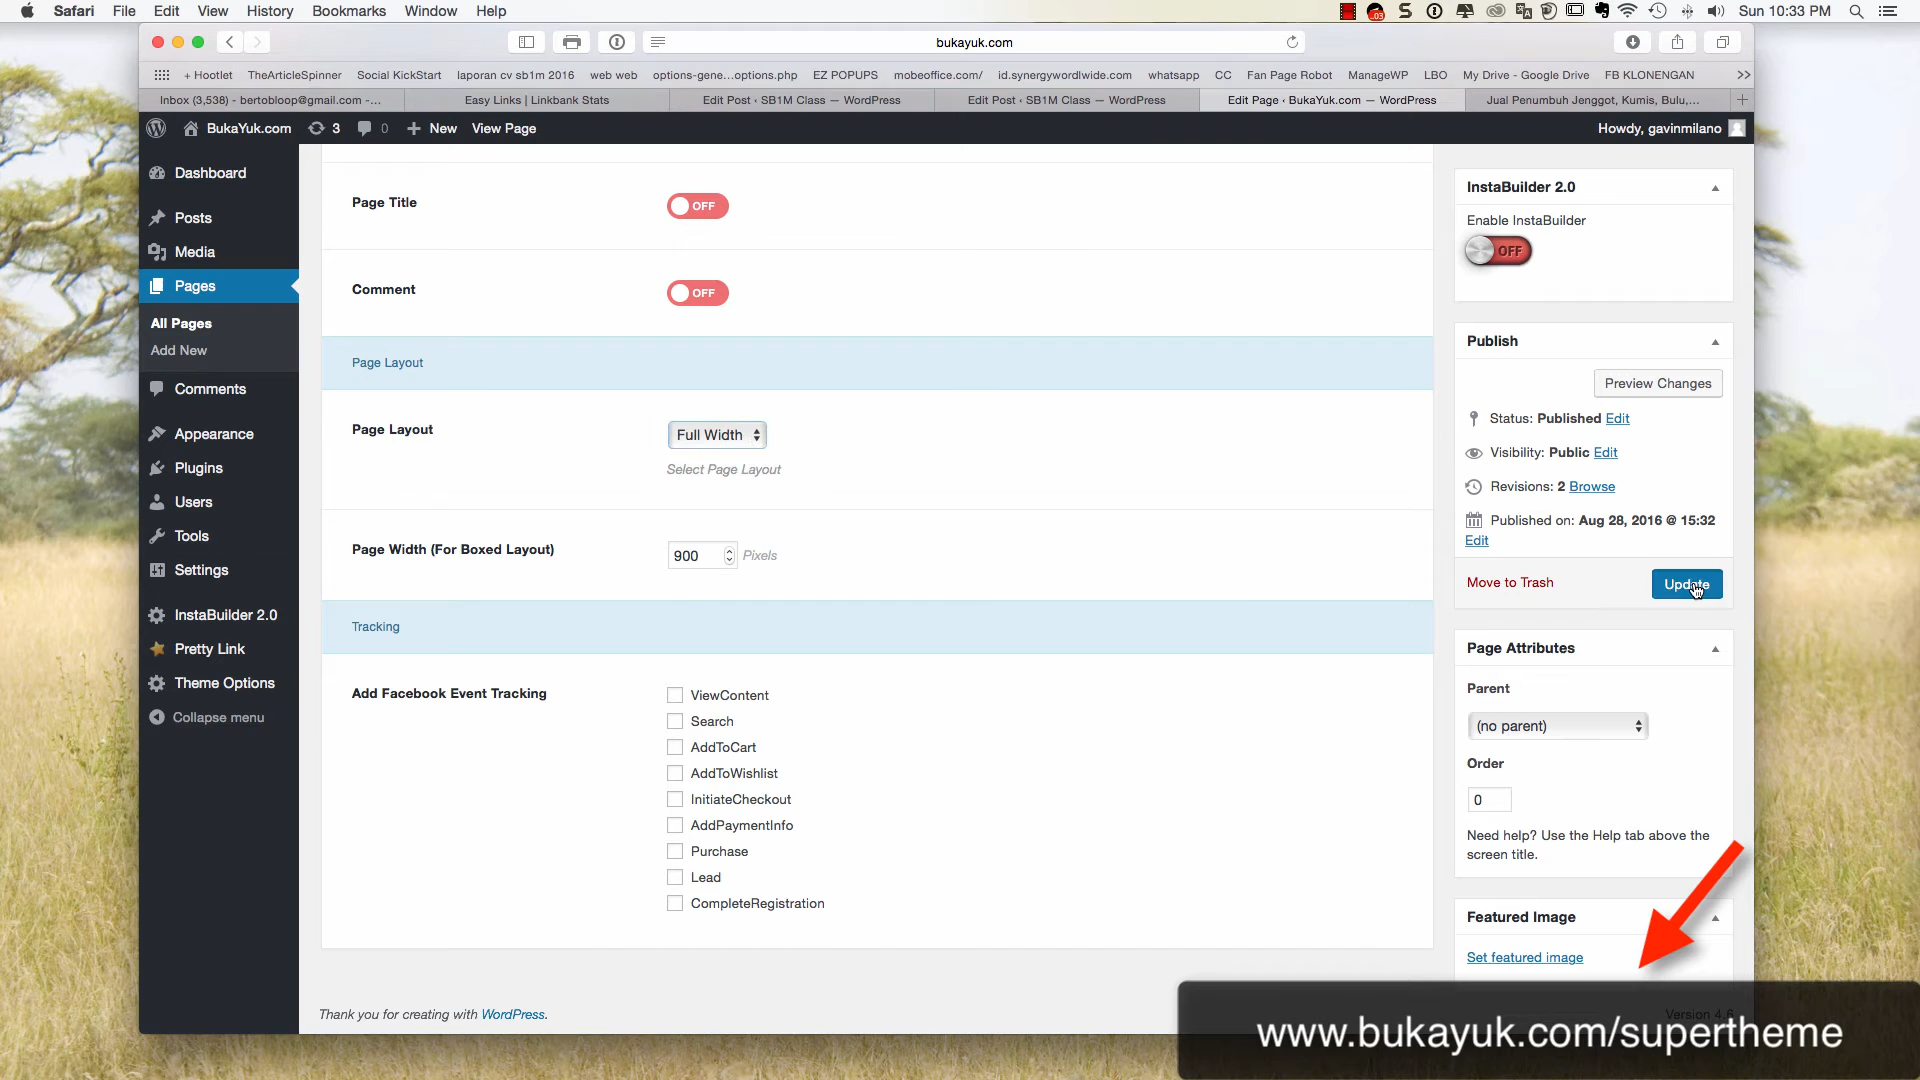 Safari File Edit View History Bookmarks Window Help
.03
Sun 10:33 PM
bukayuk.com
+ Hootlet TheArticleSpinner Social KickStart laporan cv sb1m 2016 web web options-gene...options.php EZ POPUPS mobeoffice.com/ id.synergywordlwide.com whatsapp CC Fan Page Robot ManageWP LBO My Drive - Google Drive FB KLONENGAN >>
Inbox (3,538) - bertobloop@gmail.com -... Easy Links | Linkbank Stats Edit Post ‹ SB1M Class — WordPress Edit Post ‹ SB1M Class — WordPress Edit Page ‹ BukaYuk.com — WordPress Jual Penumbuh Jenggot, Kumis, Bulu,... +
BukaYuk.com 3 0 + New View Page Howdy, gavinmilano
Dashboard
Posts
Media
Pages
All Pages
Add New
Comments
Appearance
Plugins
Users
Tools
Settings
InstaBuilder 2.0
Pretty Link
Theme Options
Collapse menu
Page Title OFF
Comment OFF
Page Layout
Page Layout Full Width
Select Page Layout
Page Width (For Boxed Layout) 900 Pixels
Tracking
Add Facebook Event Tracking
ViewContent
Search
AddToCart
AddToWishlist
InitiateCheckout
AddPaymentInfo
Purchase
Lead
CompleteRegistration
Thank you for creating with WordPress.
InstaBuilder 2.0
Enable InstaBuilder
OFF
Publish
Preview Changes
Status: Published Edit
Visibility: Public Edit
Revisions: 2 Browse
Published on: Aug 28, 2016 @ 15:32
Edit
Move to Trash Update
Page Attributes
Parent
(no parent)
Order
0
Need help? Use the Help tab above the
screen title.
Featured Image
Set featured image
Version 4.6
www.bukayuk.com/supertheme